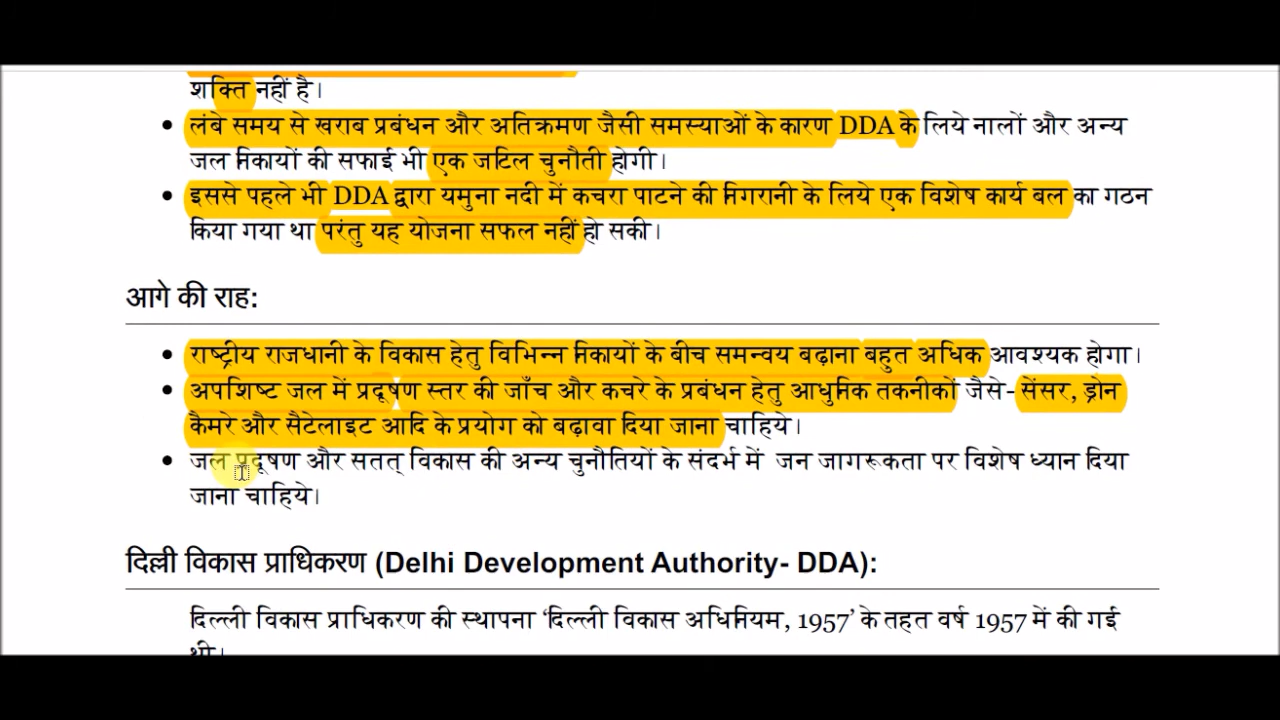 शक्ति नहीं है।
लंबे समय से खराब प्रबंधन और अतिक्रमण जैसी समस्याओं के कारण DDA के लिये नालों और अन्य
जल निकायों की सफाई भी एक जटिल चुनौती होगी।
इससे पहले भी DDA द्वारा यमुना नदी में कचरा पाटने की निगरानी के लिये एक विशेष कार्य बल का गठन
किया गया था परंतु यह योजना सफल नहीं हो सकी।
आगे की राह:
राष्ट्रीय राजधानी के विकास हेतु विभिन्न निकायों के बीच समन्वय बढ़ाना बहुत अधिक आवश्यक होगा।
अपशिष्ट जल में प्रदूषण स्तर की जाँच और कचरे के प्रबंधन हेतु आधुनिक तकनीकों जैसे- सेंसर, ड्रोन
कैमरे और सैटेलाइट आदि के प्रयोग को बढ़ावा दिया जाना चाहिये।
जल प्रदूषण और सतत् विकास की अन्य चुनौतियों के संदर्भ में जन जागरूकता पर विशेष ध्यान दिया
जाना चाहिये।
दिल्ली विकास प्राधिकरण (Delhi Development Authority- DDA):
दिल्ली विकास प्राधिकरण की स्थापना ‘दिल्ली विकास अधिनियम, 1957’ के तहत वर्ष 1957 में की गई
थी।